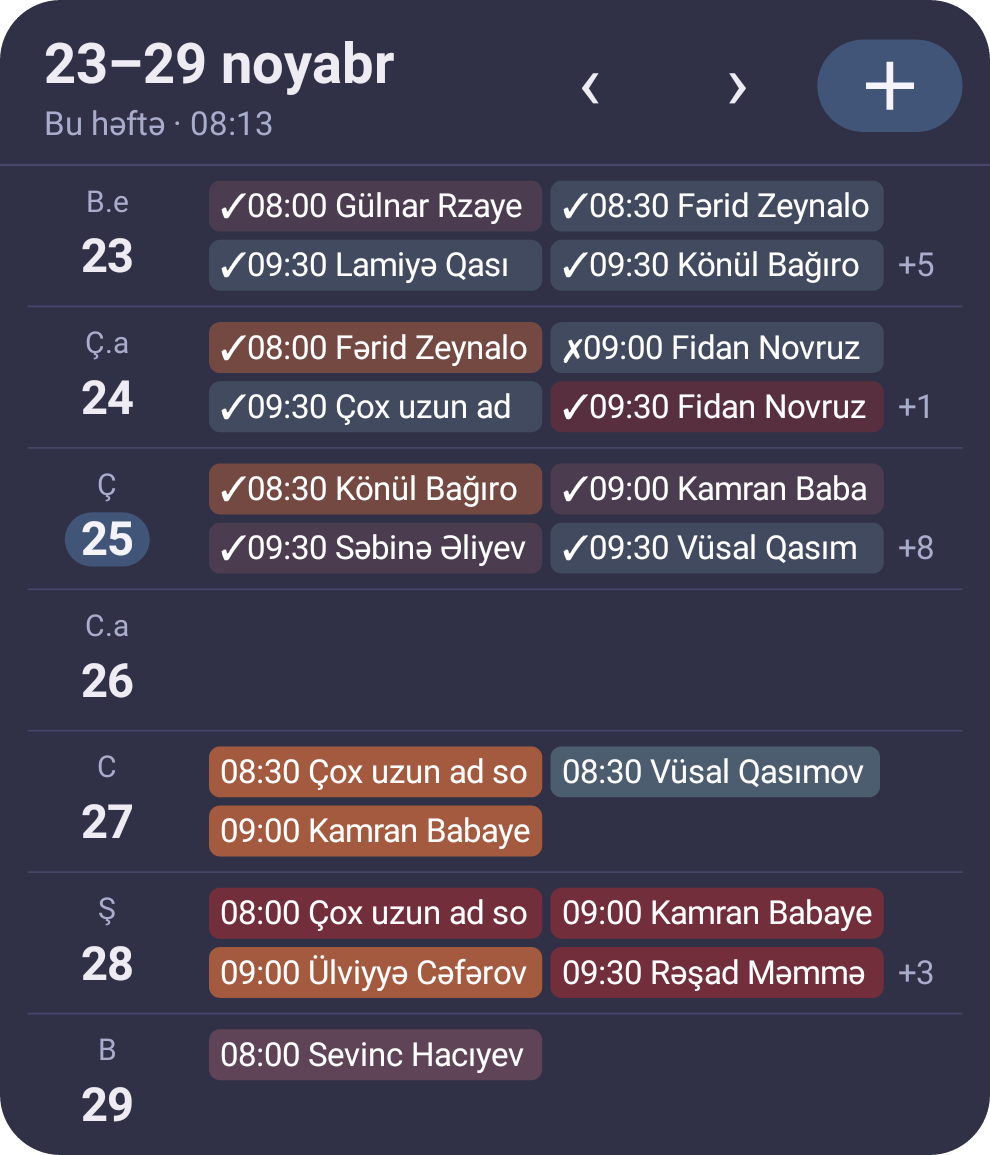 23–29 noyabr
‹ › +
Bu həftə · 08:13
B.e
23
✓08:00 Gülnar Rzaye ✓08:30 Fərid Zeynalo
✓09:30 Lamiyə Qası ✓09:30 Könül Bağıro +5
Ç.a
24
✓08:00 Fərid Zeynalo ✗09:00 Fidan Novruz
✓09:30 Çox uzun ad ✓09:30 Fidan Novruz +1
Ç
25
✓08:30 Könül Bağıro ✓09:00 Kamran Baba
✓09:30 Səbinə Əliyev ✓09:30 Vüsal Qasım +8
C.a
26
C
27
08:30 Çox uzun ad so 08:30 Vüsal Qasımov
09:00 Kamran Babaye
Ş
28
08:00 Çox uzun ad so 09:00 Kamran Babaye
09:00 Ülviyyə Cəfərov 09:30 Rəşad Məmmə +3
B
29
08:00 Sevinc Hacıyev